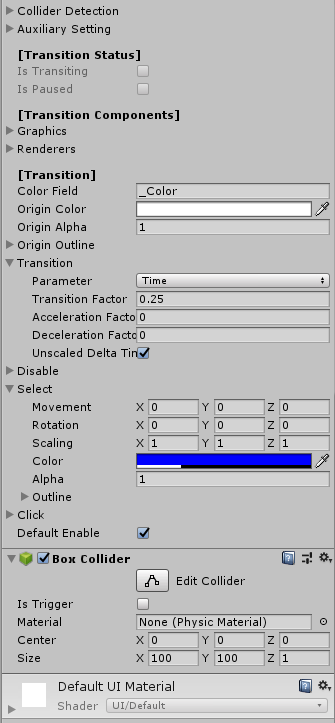 Collider Detection
Auxiliary Setting
[Transition Status]
Is Transiting
Is Paused
[Transition Components]
Graphics
Renderers
[Transition]
Color Field _Color
Origin Color
Origin Alpha 1
Origin Outline
Transition
Parameter Time
Transition Factor 0.25
Acceleration Facto 0
Deceleration Facto 0
Unscaled Delta Tin
Disable
Select
Movement X 0 Y 0 Z 0
Rotation X 0 Y 0 Z 0
Scaling X 1 Y 1 Z 1
Color
Alpha 1
Outline
Click
Default Enable
Box Collider
Edit Collider
Is Trigger
Material None (Physic Material)
Center X 0 Y 0 Z 0
Size X 100 Y 100 Z 1
Default UI Material
Shader UI/Default